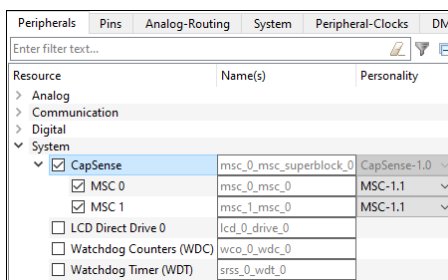 Peripherals Pins Analog-Routing System Peripheral-Clocks DM
Enter filter text...
Resource Name(s) Personality
Analog
Communication
Digital
System
CapSense msc_0_msc_superblock_0 CapSense-1.0
MSC 0 msc_0_msc_0 MSC-1.1
MSC 1 msc_1_msc_0 MSC-1.1
LCD Direct Drive 0 lcd_0_drive_0
Watchdog Counters (WDC) wco_0_wdc_0
Watchdog Timer (WDT) srss_0_wdt_0